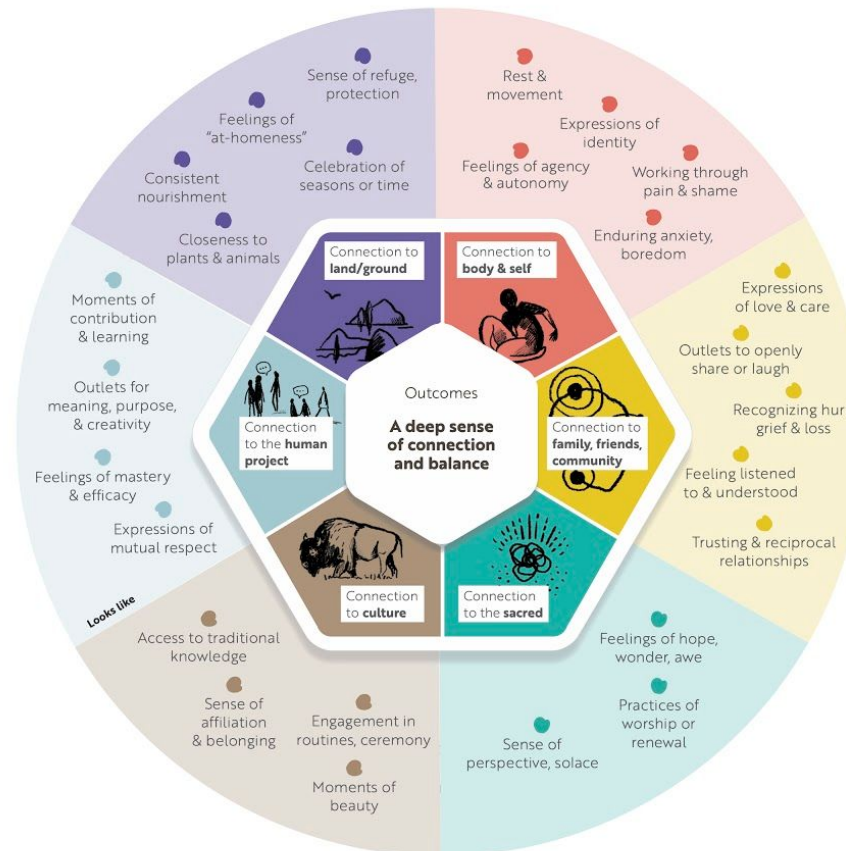 Outcomes
A deep sense
of connection
and balance
Connection to
land/ground
Sense of refuge,
protection
Feelings of
“at-homeness”
Celebration of
seasons or time
Consistent
nourishment
Closeness to
plants & animals
Connection to
body & self
Rest &
movement
Expressions of
identity
Feelings of agency
& autonomy
Working through
pain & shame
Enduring anxiety,
boredom
Connection to
family, friends,
community
Expressions
of love & care
Outlets to openly
share or laugh
Recognizing
grief & loss
Feeling listened
to & understood
Trusting & reciprocal
relationships
Connection
to the sacred
Feelings of hope,
wonder, awe
Practices of
worship or
renewal
Sense of
perspective, solace
Connection
to culture
Access to traditional
knowledge
Sense of
affiliation
& belonging
Engagement in
routines, ceremony
Moments of
beauty
Connection
to the human
project
Moments of
contribution
& learning
Outlets for
meaning, purpose,
& creativity
Feelings of mastery
& efficacy
Expressions of
mutual respect
Looks like